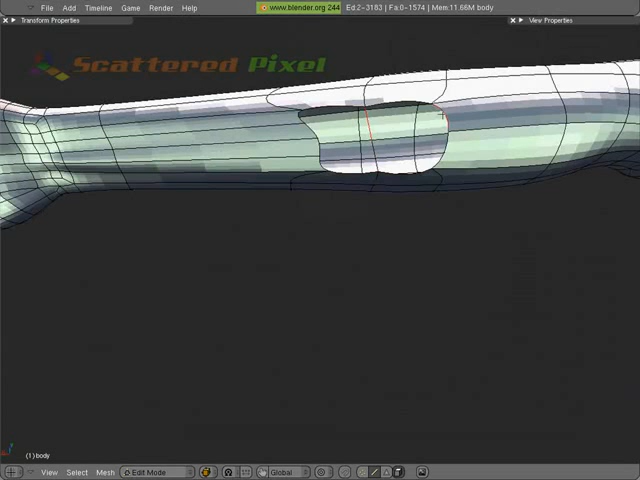 File Add Timeline Game Render Help www.blender.org 244 Ed:2-3183 | Fa:0-1574 | Mem:11.66M body
Transform Properties View Properties
Scattered Pixel
(1) body
View Select Mesh Edit Mode Global